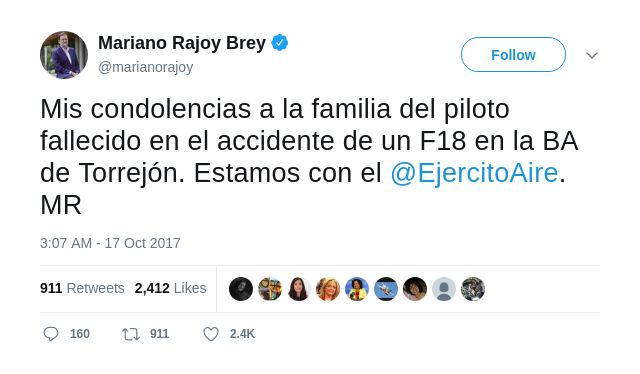 Mariano Rajoy Brey
@marianorajoy
Follow
Mis condolencias a la familia del piloto
fallecido en el accidente de un F18 en la BA
de Torrejón. Estamos con el @EjercitoAire.
MR
3:07 AM - 17 Oct 2017
911 Retweets 2,412 Likes
160 911 2.4K